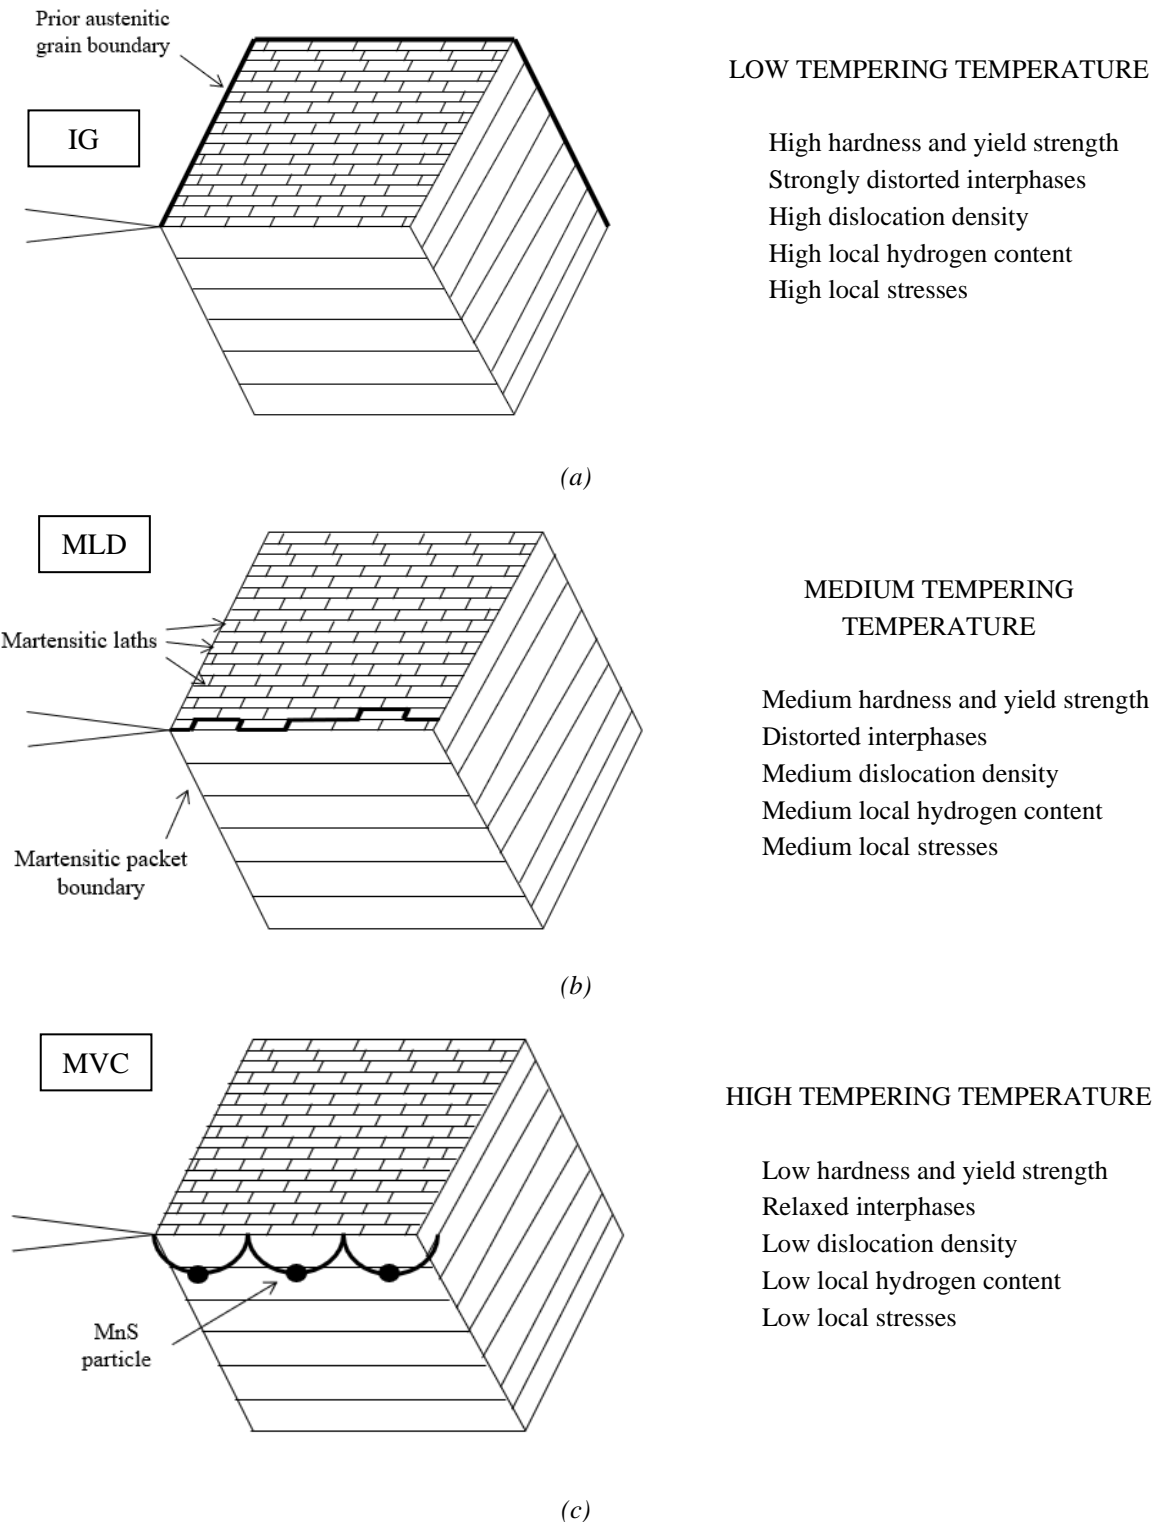 Prior austenitic
grain boundary
IG
LOW TEMPERING TEMPERATURE
High hardness and yield strength
Strongly distorted interphases
High dislocation density
High local hydrogen content
High local stresses
(a)
MLD
Martensitic laths
Martensitic packet
boundary
MEDIUM TEMPERING
TEMPERATURE
Medium hardness and yield strength
Distorted interphases
Medium dislocation density
Medium local hydrogen content
Medium local stresses
(b)
MVC
MnS
particle
HIGH TEMPERING TEMPERATURE
Low hardness and yield strength
Relaxed interphases
Low dislocation density
Low local hydrogen content
Low local stresses
(c)